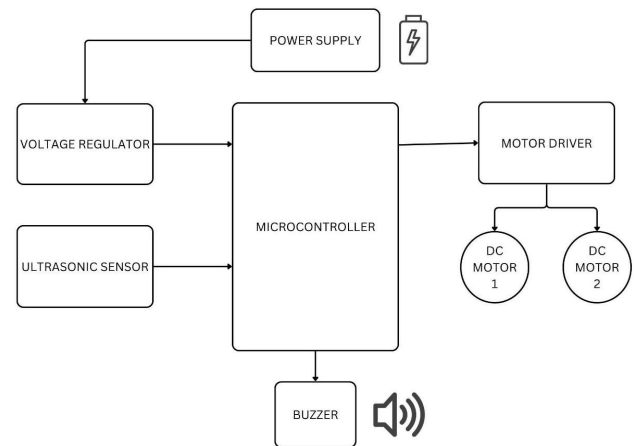 POWER SUPPLY
VOLTAGE REGULATOR
MOTOR DRIVER
MICROCONTROLLER
ULTRASONIC SENSOR
DC
MOTOR
1
DC
MOTOR
2
BUZZER